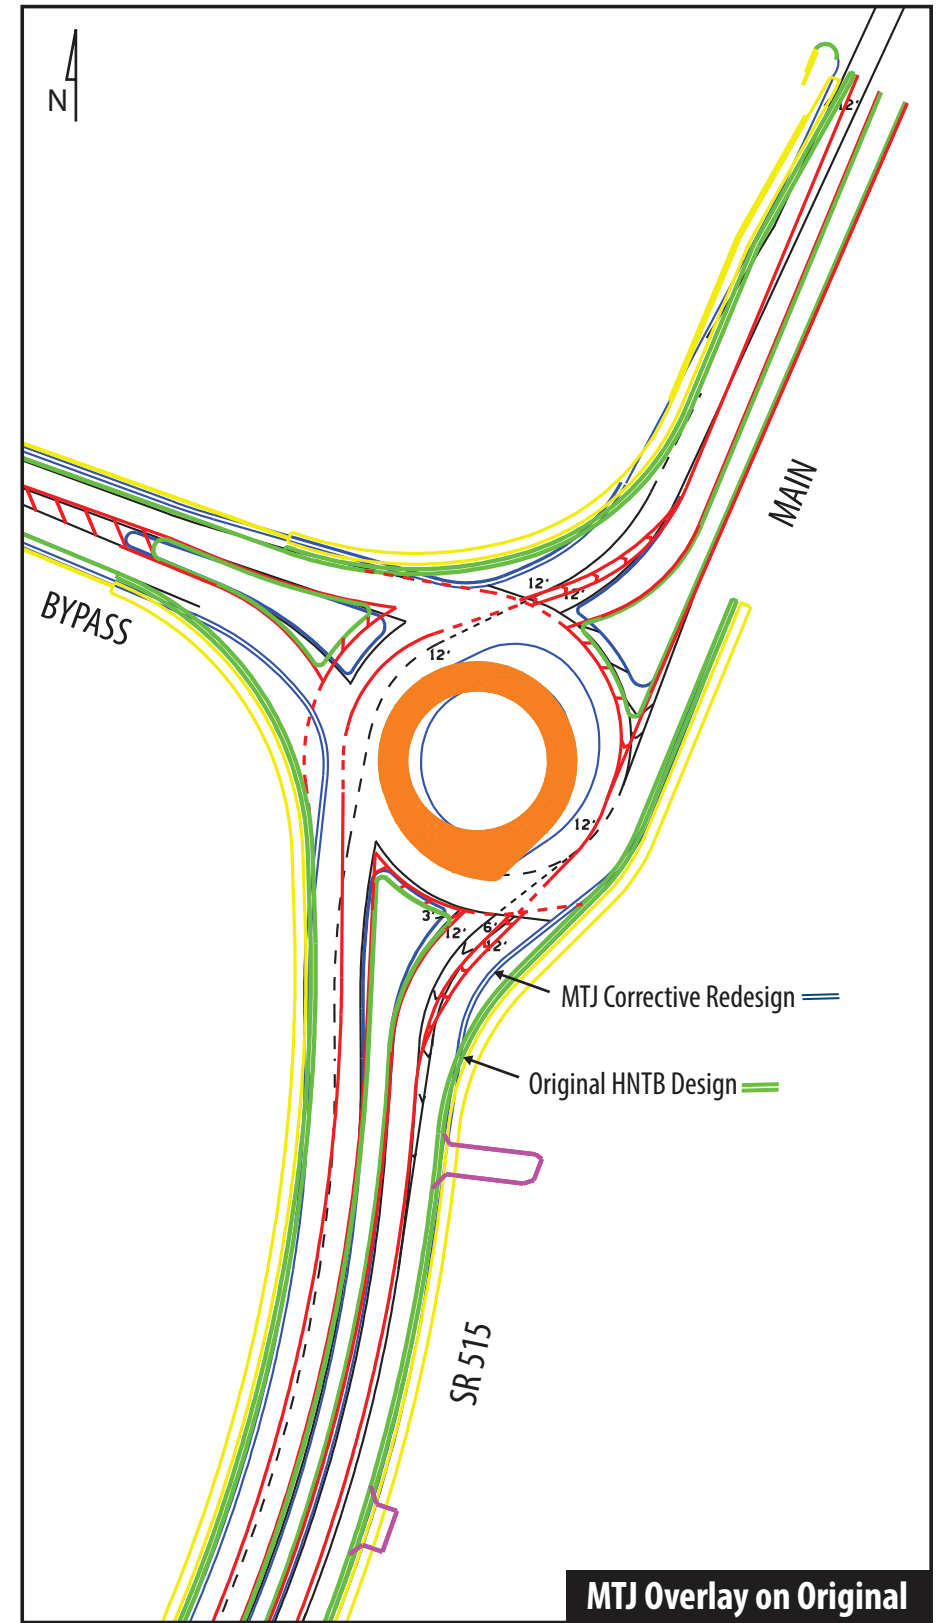 N
12'
MAIN
12'
12'
BYPASS
12'
12'
3'
6'
12'
12'
MTJ Corrective Redesign
Original HNTB Design
SR 515
MTJ Overlay on Original